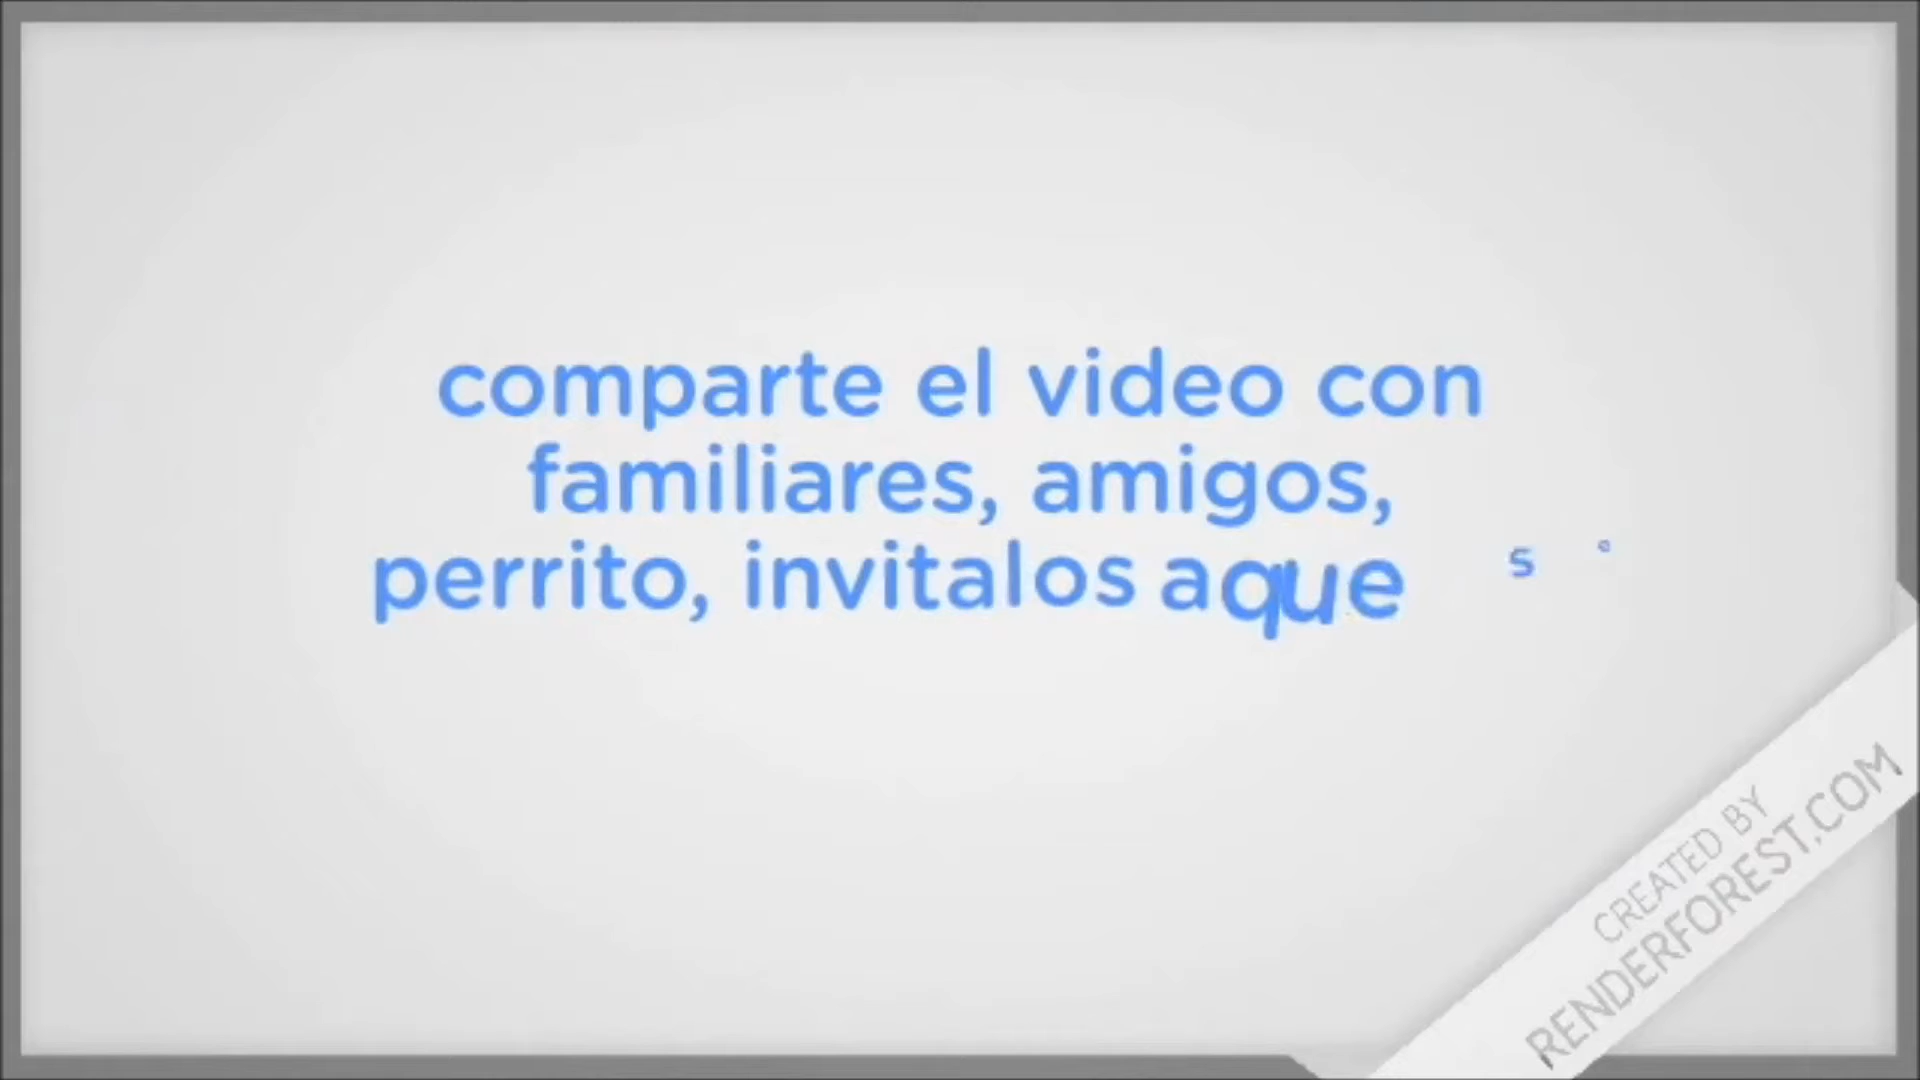 comparte el video con
familiares, amigos,
perrito, invitalos aque s
CREATED BY
RENDERFOREST.COM